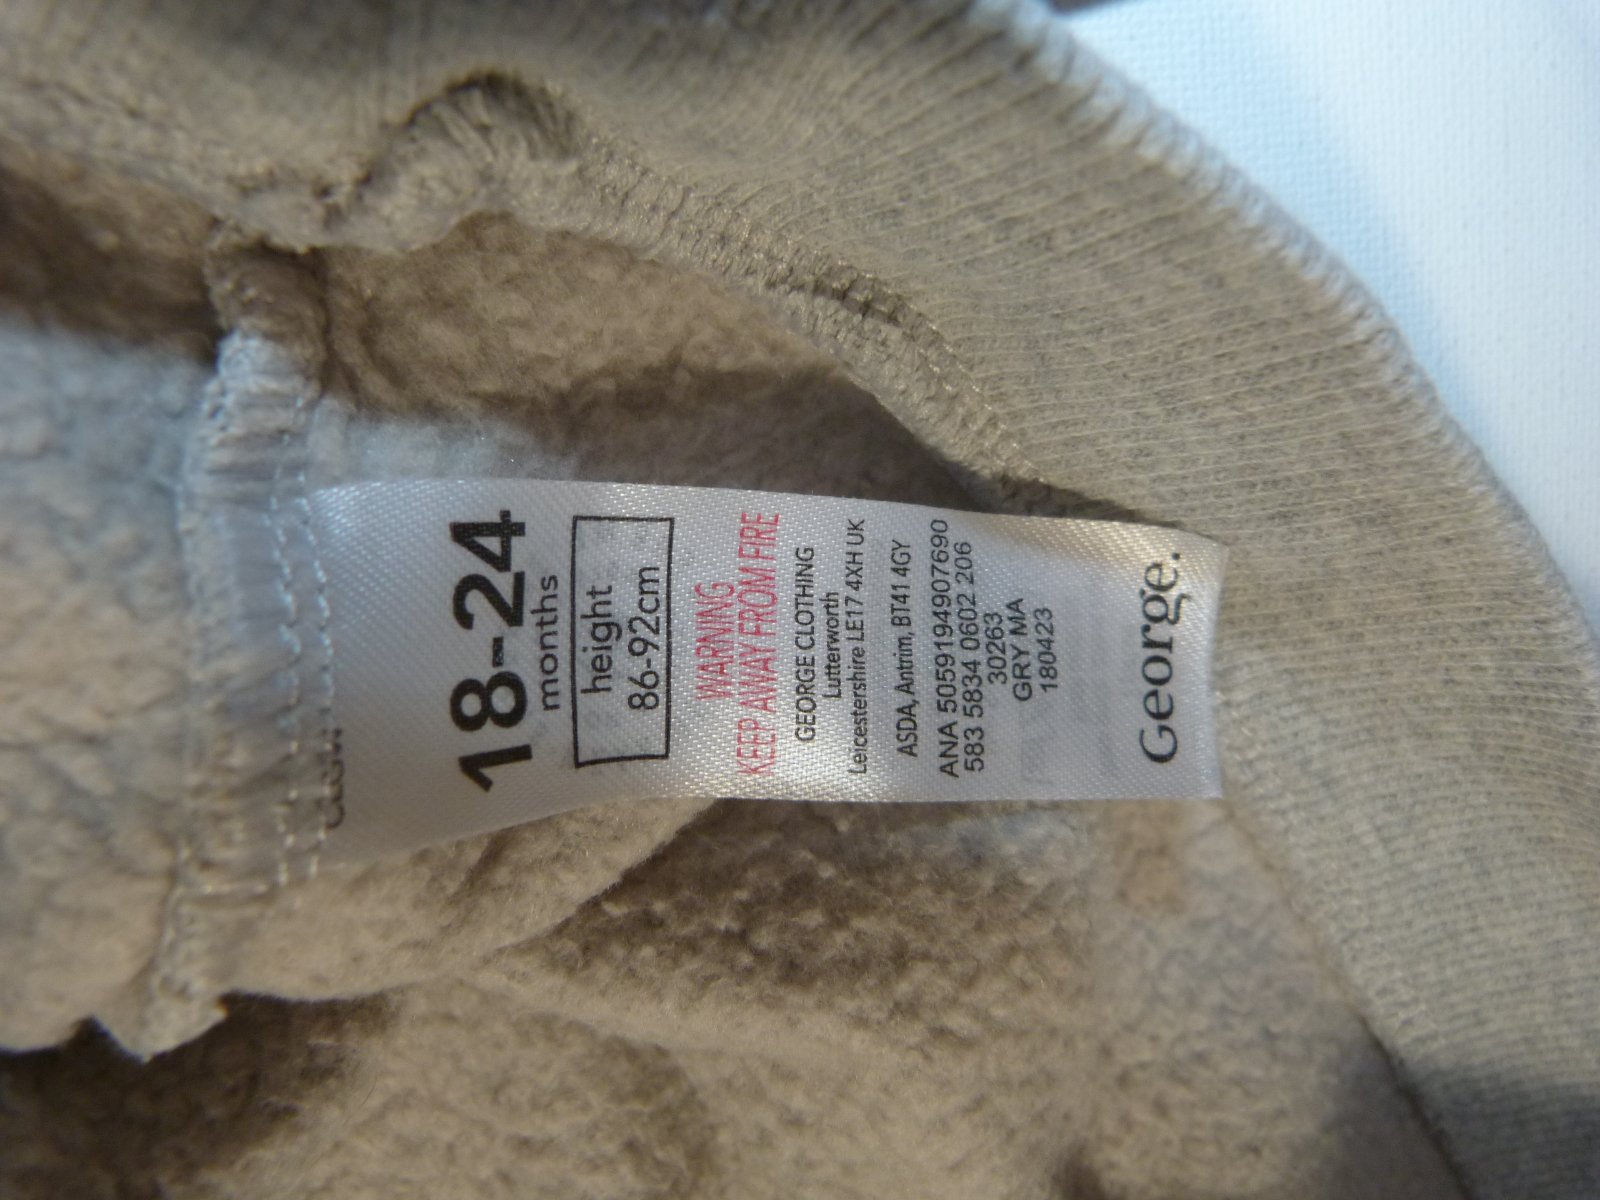 18-24
months
height
86-92cm
WARNING
KEEP AWAY FROM FIRE
GEORGE CLOTHING
Lutterworth
Leicestershire LE17 4XH UK
ASDA, Antrim, BT41 4GY
ANA 5059194907690
583 5834 0602 206
30263
GRY MA
180423
George.